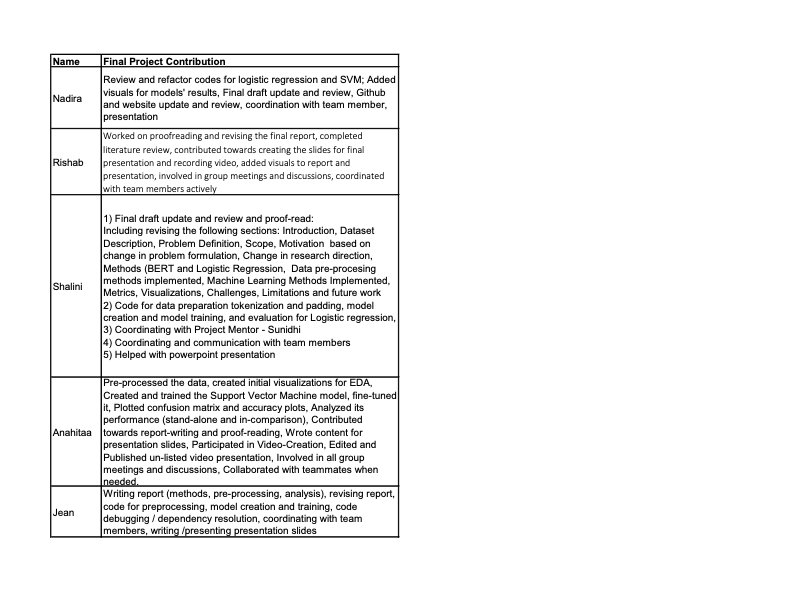 Name Final Project Contribution
Nadira
Review and refactor codes for logistic regression and SVM; Added
visuals for models' results, Final draft update and review, Github
and website update and review, coordination with team member,
presentation
Rishab
Worked on proofreading and revising the final report, completed
literature review, contributed towards creating the slides for final
presentation and recording video, added visuals to report and
presentation, involved in group meetings and discussions, coordinated
with team members actively
Shalini
1) Final draft update and review and proof-read:
Including revising the following sections: Introduction, Dataset
Description, Problem Definition, Scope, Motivation  based on
change in problem formulation, Change in research direction,
Methods (BERT and Logistic Regression,  Data pre-procesing
methods implemented, Machine Learning Methods Implemented,
Metrics, Visualizations, Challenges, Limitations and future work
2) Code for data preparation tokenization and padding, model
creation and model training, and evaluation for Logistic regression,
3) Coordinating with Project Mentor - Sunidhi
4) Coordinating and communication with team members
5) Helped with powerpoint presentation
Anahitaa
Pre-processed the data, created initial visualizations for EDA,
Created and trained the Support Vector Machine model, fine-tuned
it, Plotted confusion matrix and accuracy plots, Analyzed its
performance (stand-alone and in-comparison), Contributed
towards report-writing and proof-reading, Wrote content for
presentation slides, Participated in Video-Creation, Edited and
Published un-listed video presentation, Involved in all group
meetings and discussions, Collaborated with teammates when
needed.
Jean
Writing report (methods, pre-processing, analysis), revising report,
code for preprocessing, model creation and training, code
debugging / dependency resolution, coordinating with team
members, writing /presenting presentation slides